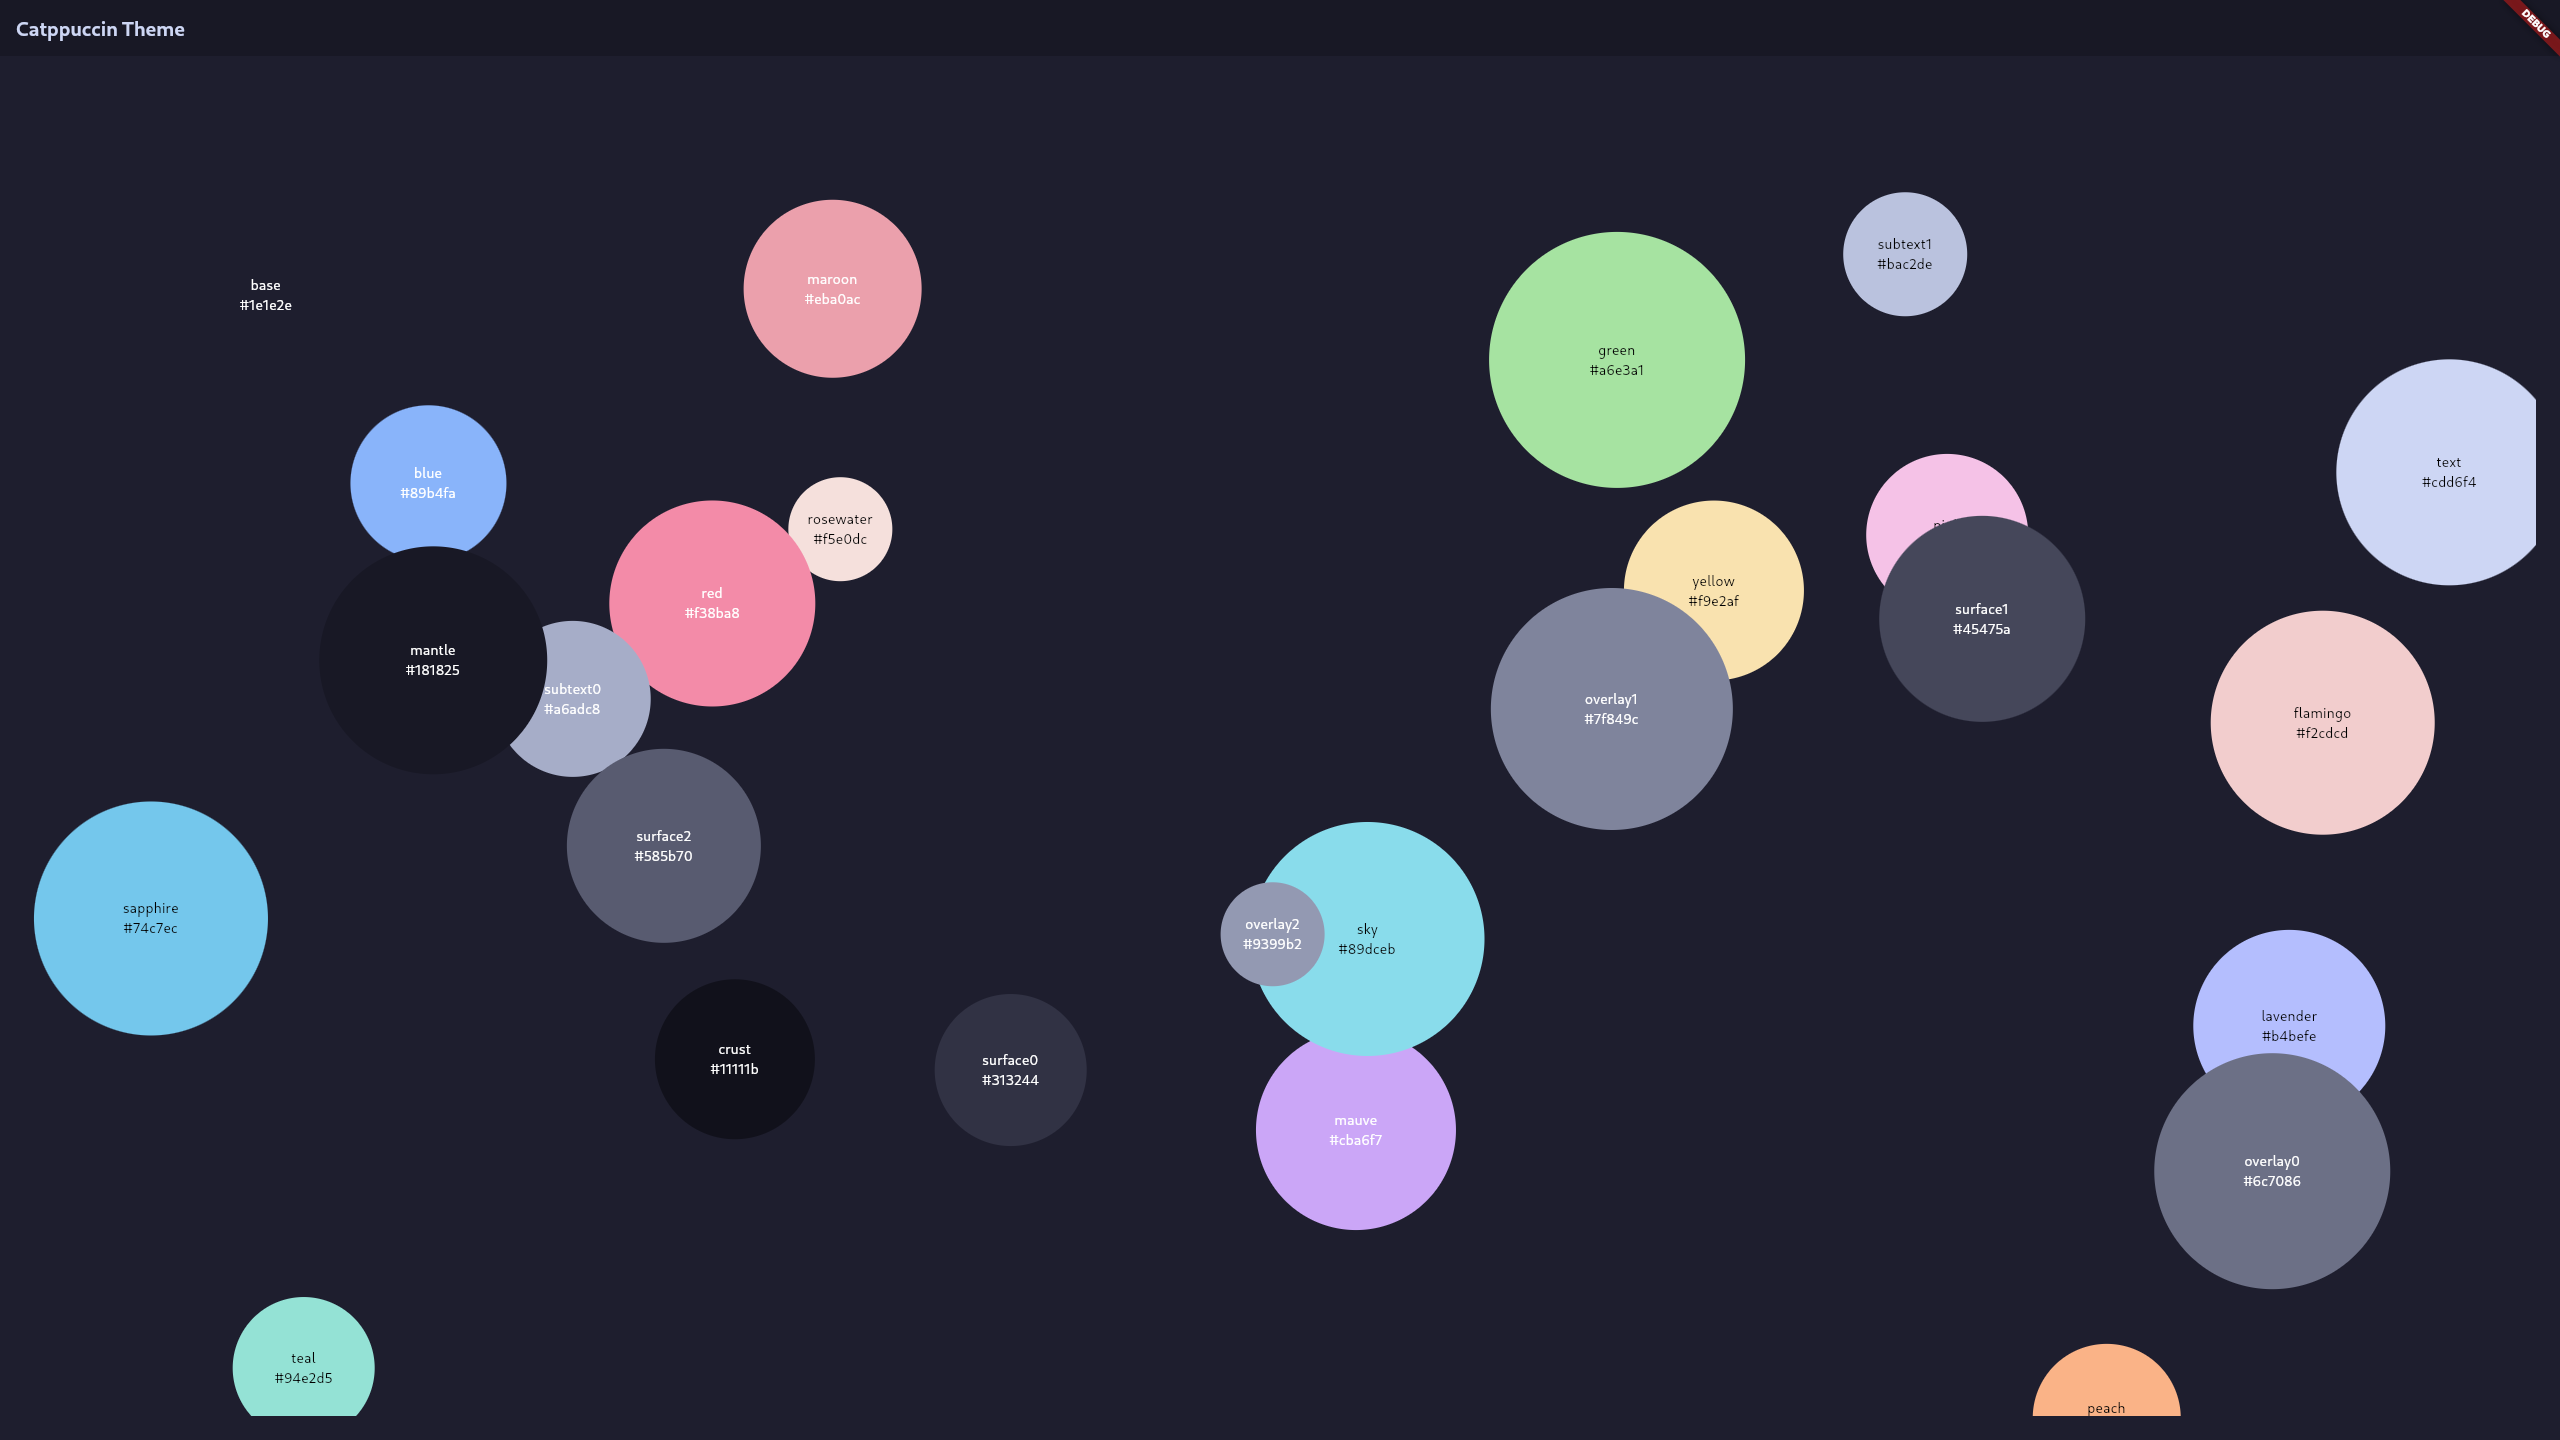 Catppuccin Theme
DEBUG
subtext1
#bac2de
maroon
#eba0ac
base
#1e1e2e
green
#a6e3a1
text
#cdd6f4
blue
#89b4fa
rosewater
#f5e0dc
yellow
#f9e2af
red
#f38ba8
surface1
#45475a
mantle
#181825
subtext0
#a6adc8
overlay1
#7f849c
flamingo
#f2cdcd
surface2
#585b70
sapphire
#74c7ec
overlay2
#9399b2
sky
#89dceb
lavender
#b4befe
crust
#11111b
surface0
#313244
mauve
#cba6f7
overlay0
#6c7086
teal
#94e2d5
peach